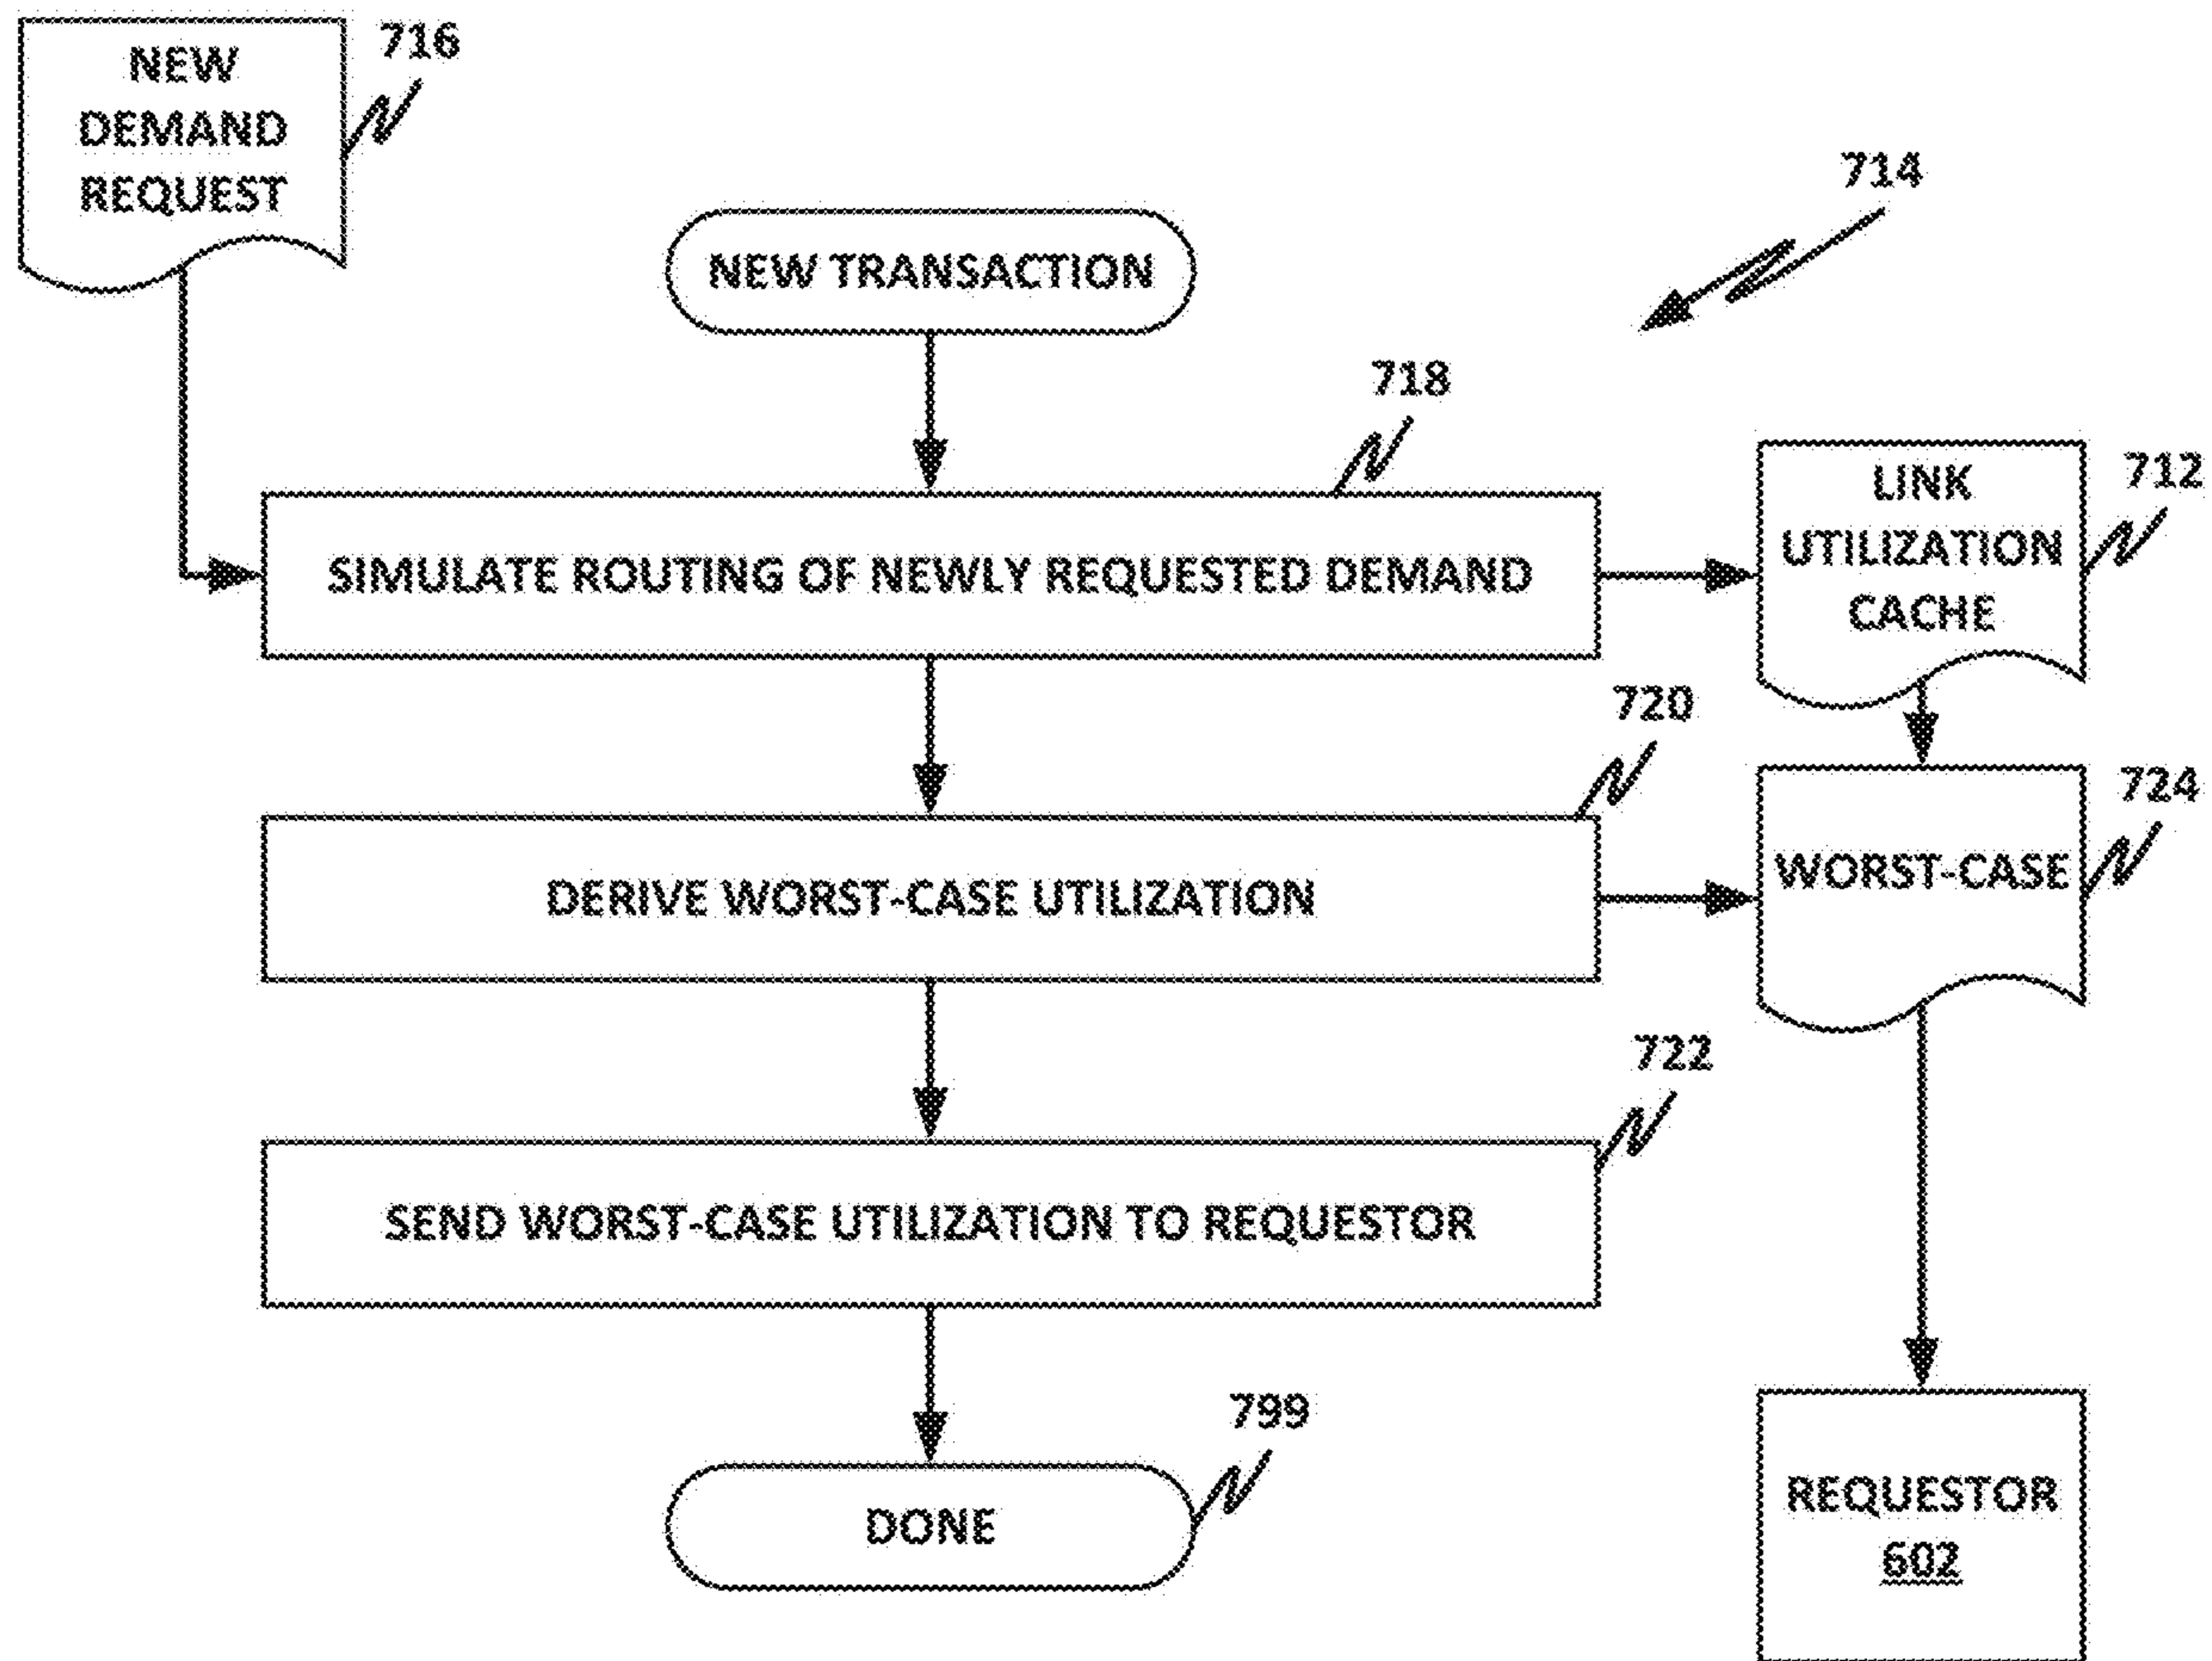 NEW
DEMAND
REQUEST
716
NEW TRANSACTION
714
718
SIMULATE ROUTING OF NEWLY REQUESTED DEMAND
LINK
UTILIZATION
CACHE
712
720
DERIVE WORST-CASE UTILIZATION
WORST-CASE
724
722
SEND WORST-CASE UTILIZATION TO REQUESTOR
799
DONE
REQUESTOR
602